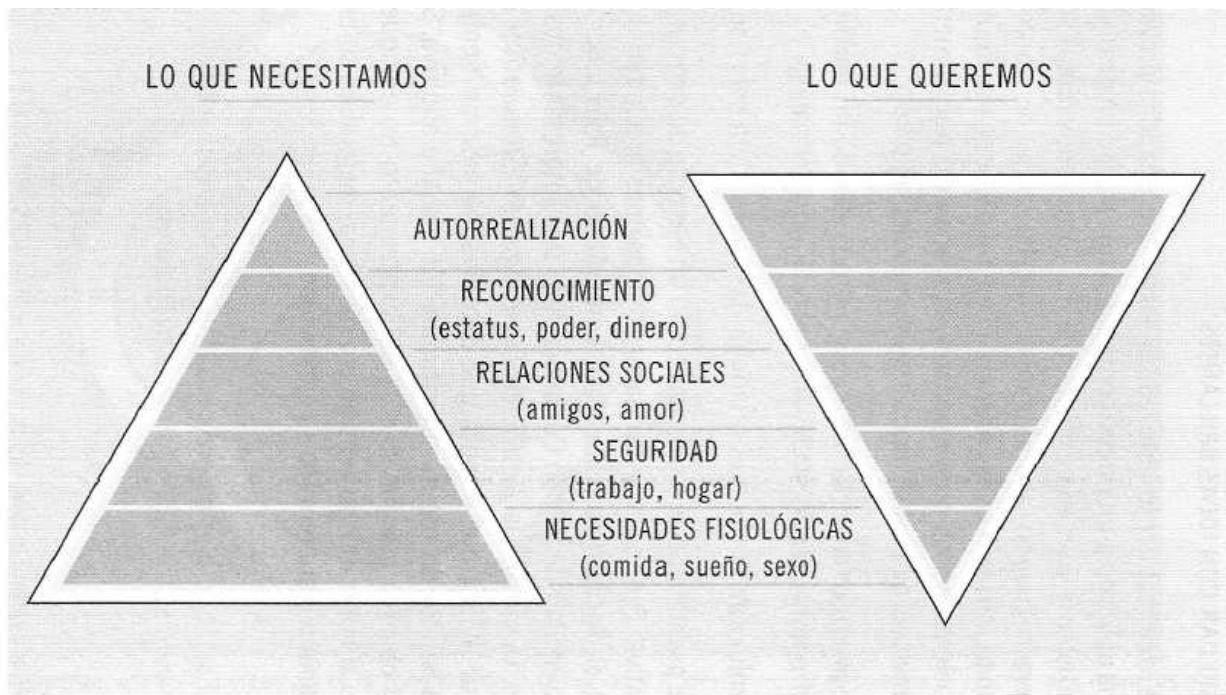 LO QUE NECESITAMOS
LO QUE QUEREMOS
AUTORREALIZACIÓN
RECONOCIMIENTO
(estatus, poder, dinero)
RELACIONES SOCIALES
(amigos, amor)
SEGURIDAD
(trabajo, hogar)
NECESIDADES FISIOLÓGICAS
(comida, sueño, sexo)